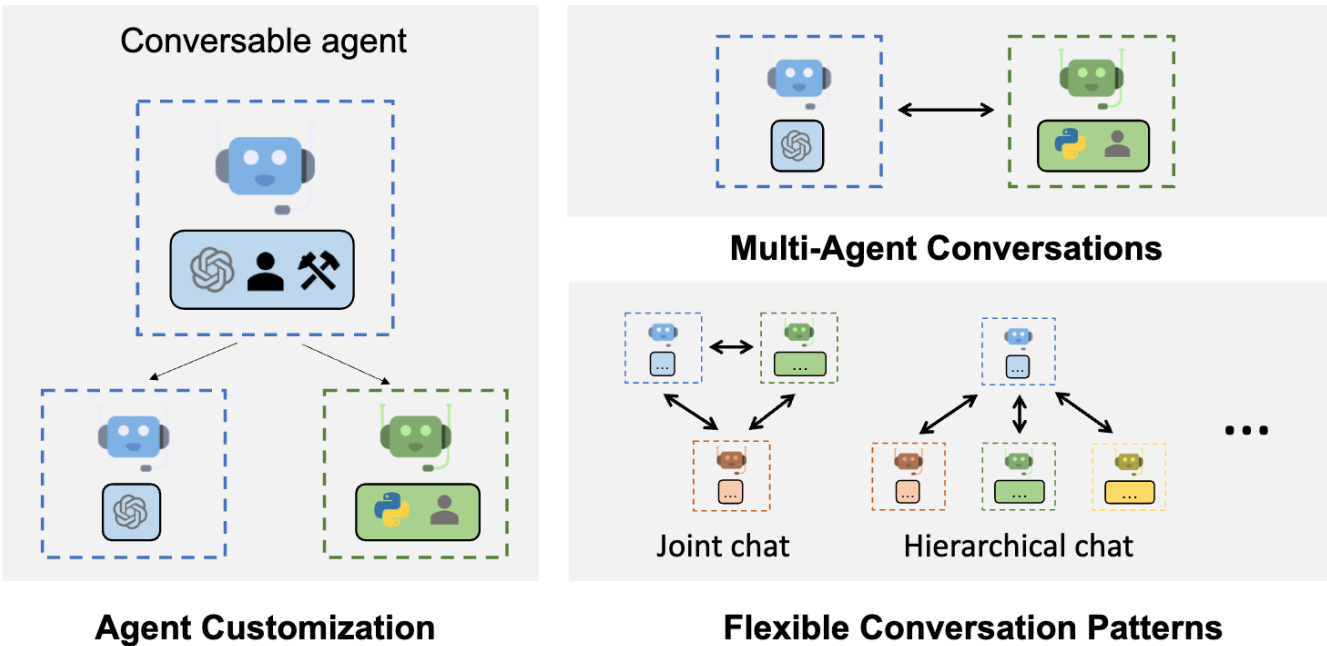 Conversable agent
Agent Customization
Multi-Agent Conversations
...
...
...
Joint chat
...
...
...
...
Hierarchical chat
...
Flexible Conversation Patterns